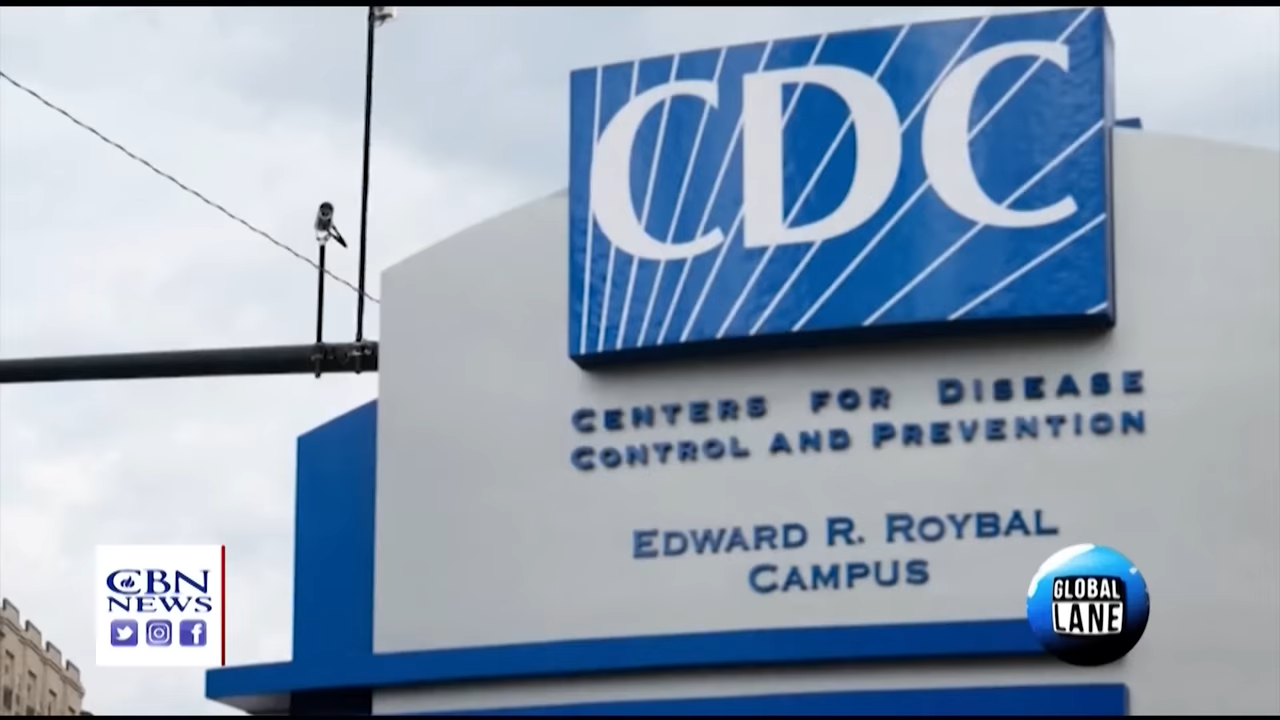 CDC
CENTERS FOR DISEASE
CONTROL AND PREVENTION
EDWARD R. ROYBAL
CAMPUS
CBN
NEWS
GLOBAL
LANE